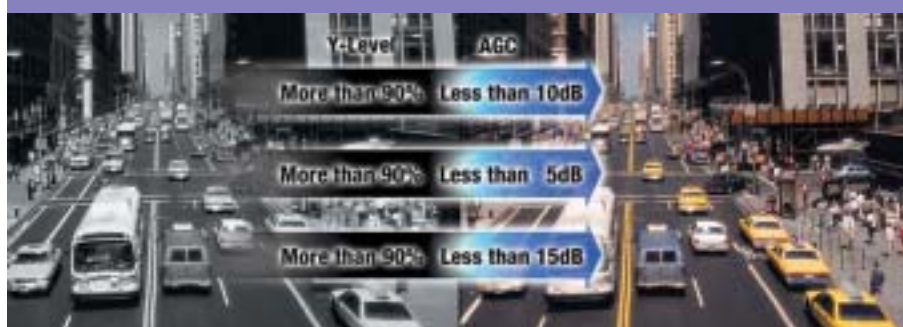 Y-Level AGC
More than 90% Less than 10dB
More than 90% Less than 5dB
More than 90% Less than 15dB